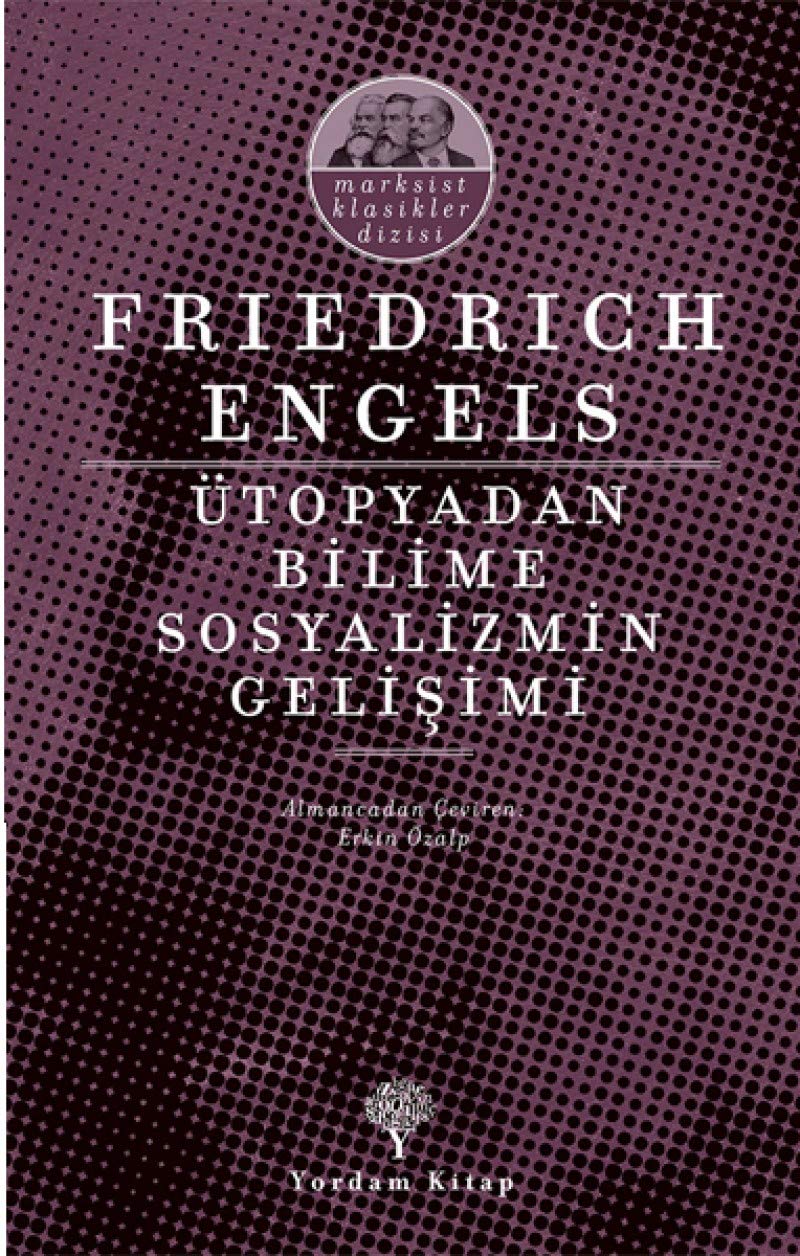 marksist
klasikler
dizisi
FRIEDRICH
ENGELS
ÜTOPYADAN
BİLİME
SOSYALİZMİN
GELİŞİMİ
Almancadan Çeviren:
Erkin Özalp
Y
Yordam Kitap